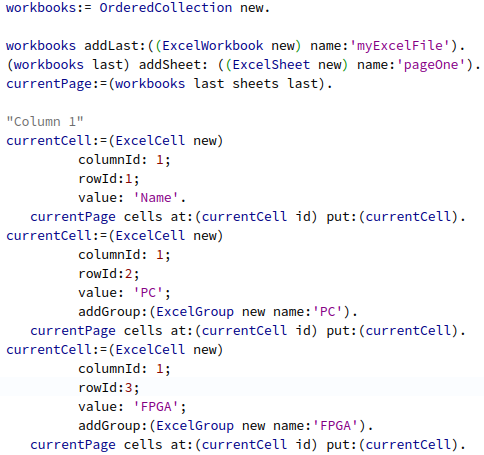 workbooks:= OrderedCollection new.
workbooks addLast:((ExcelWorkbook new) name:'myExcelFile').
(workbooks last) addSheet: ((ExcelSheet new) name:'pageOne').
currentPage:=(workbooks last sheets last).
"Column 1"
currentCell:=(ExcelCell new)
columnId: 1;
rowId:1;
value: 'Name'.
currentPage cells at:(currentCell id) put:(currentCell).
currentCell:=(ExcelCell new)
columnId: 1;
rowId:2;
value: 'PC';
addGroup:(ExcelGroup new name:'PC').
currentPage cells at:(currentCell id) put:(currentCell).
currentCell:=(ExcelCell new)
columnId: 1;
rowId:3;
value: 'FPGA';
addGroup:(ExcelGroup new name:'FPGA').
currentPage cells at:(currentCell id) put:(currentCell).